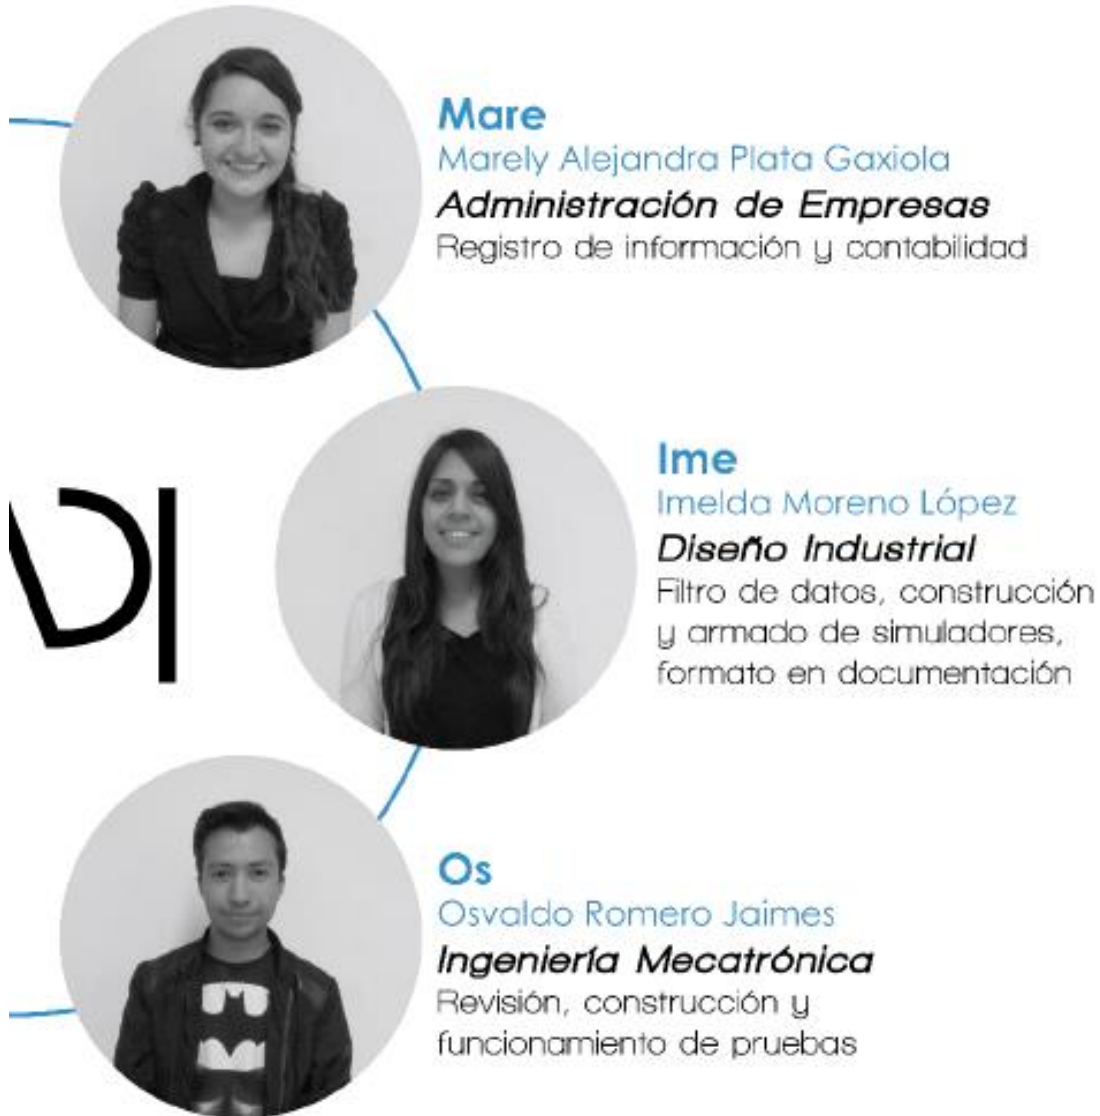 Mare
Marely Alejandra Plata Gaxiola
Administración de Empresas
Registro de información y contabilidad
Ime
Imelda Moreno López
Diseño Industrial
Filtro de datos, construcción
y armado de simuladores,
formato en documentación
DI
Os
Osvaldo Romero Jaimes
Ingeniería Mecatrónica
Revisión, construcción y
funcionamiento de pruebas